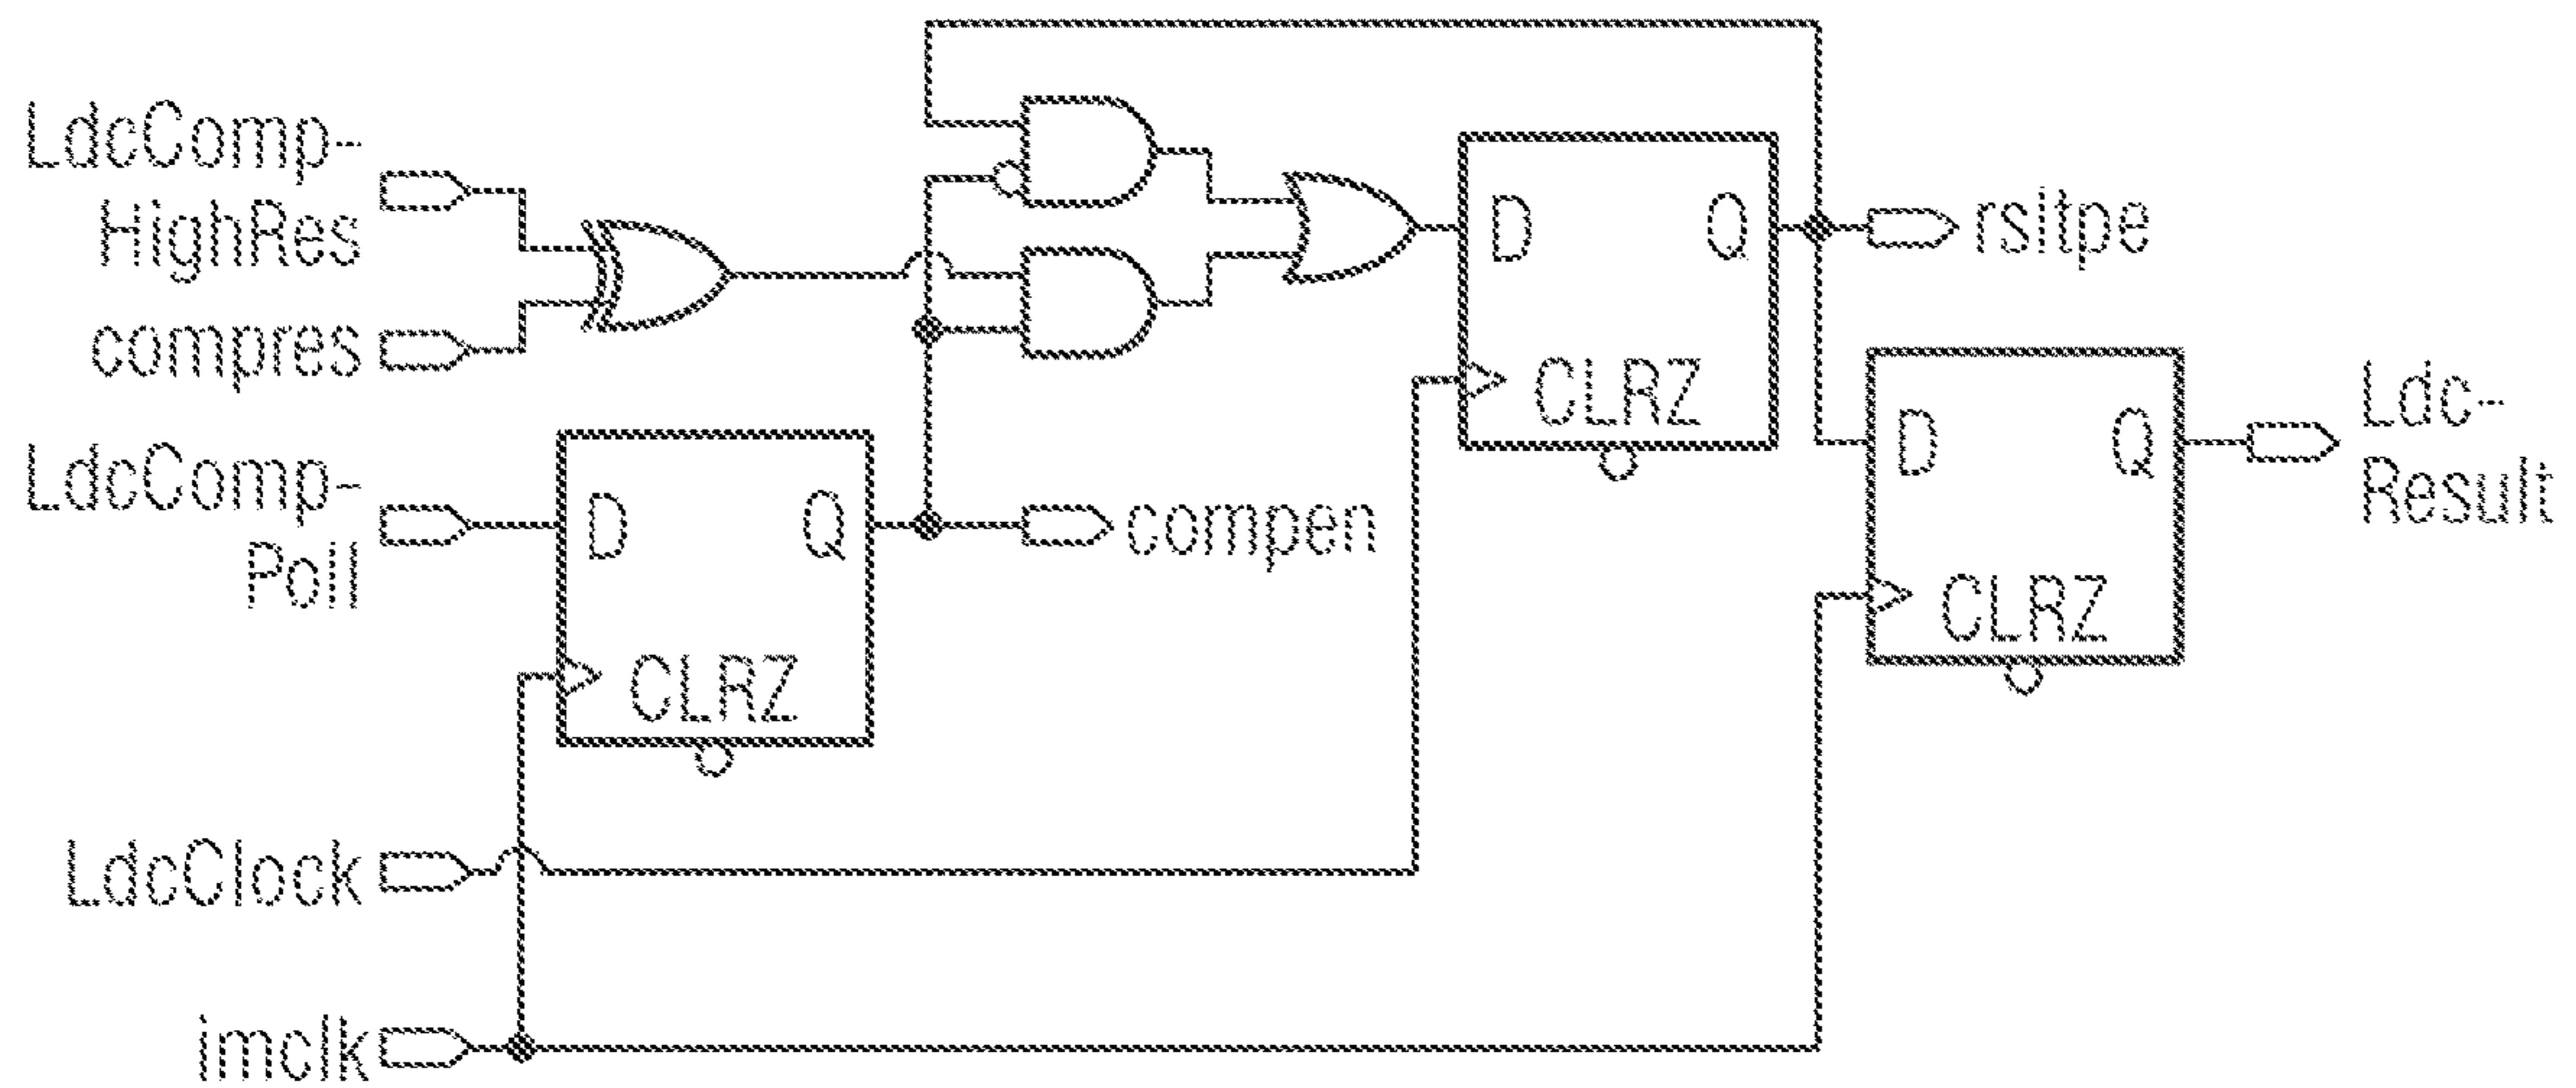 LdcComp-
HighRes
compres
LdcComp-
Poll
LdcClock
imclk
D
Q
CLRZ
compen
D
Q
CLRZ
rsltpe
D
Q
CLRZ
Ldc-
Result